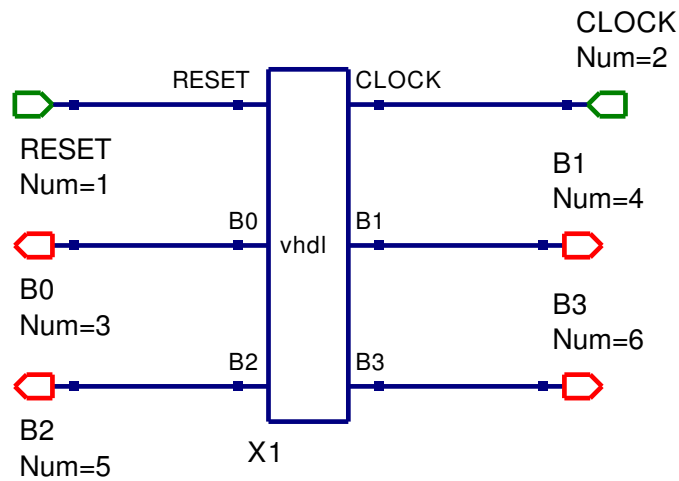 CLOCK
Num=2
RESET
CLOCK
RESET
Num=1
B1
Num=4
B0
vhdl
B1
B0
Num=3
B3
Num=6
B2
B3
B2
Num=5
X1